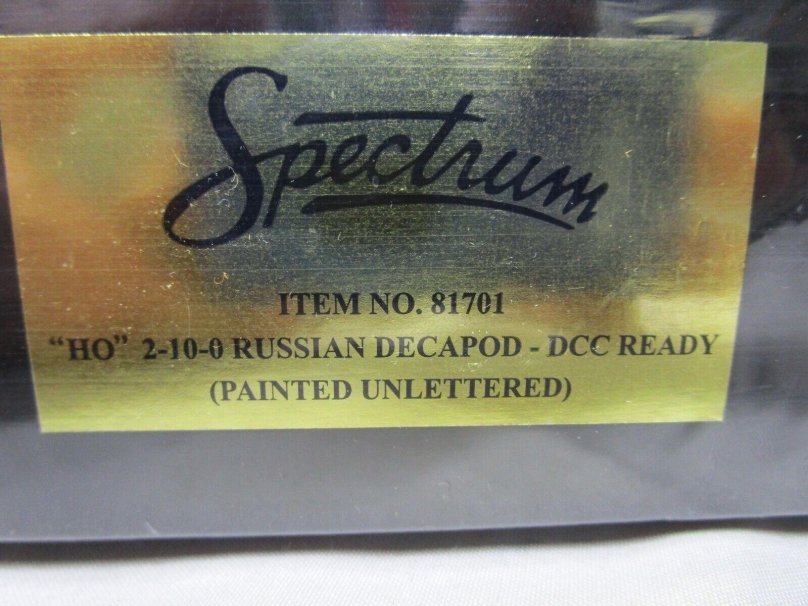 Spectrum
ITEM NO. 81701
“HO” 2-10-0 RUSSIAN DECAPOD - DCC READY
(PAINTED UNLETTERED)